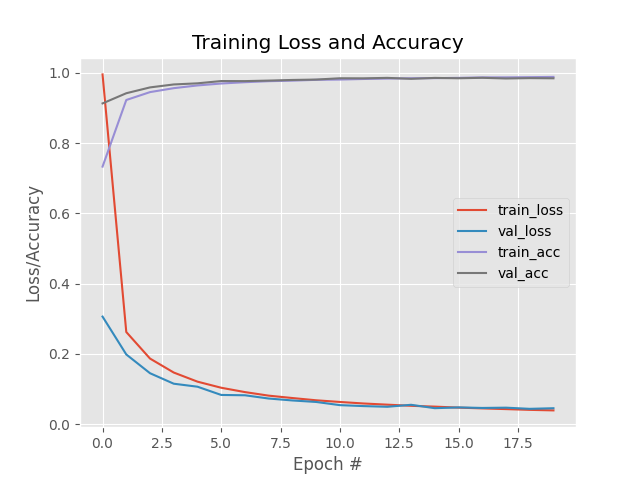 Training Loss and Accuracy
Loss/Accuracy
1.0
0.8
0.6
0.4
0.2
0.0
train_loss
val_loss
train_acc
val_acc
0.0 2.5 5.0 7.5 10.0 12.5 15.0 17.5
Epoch #